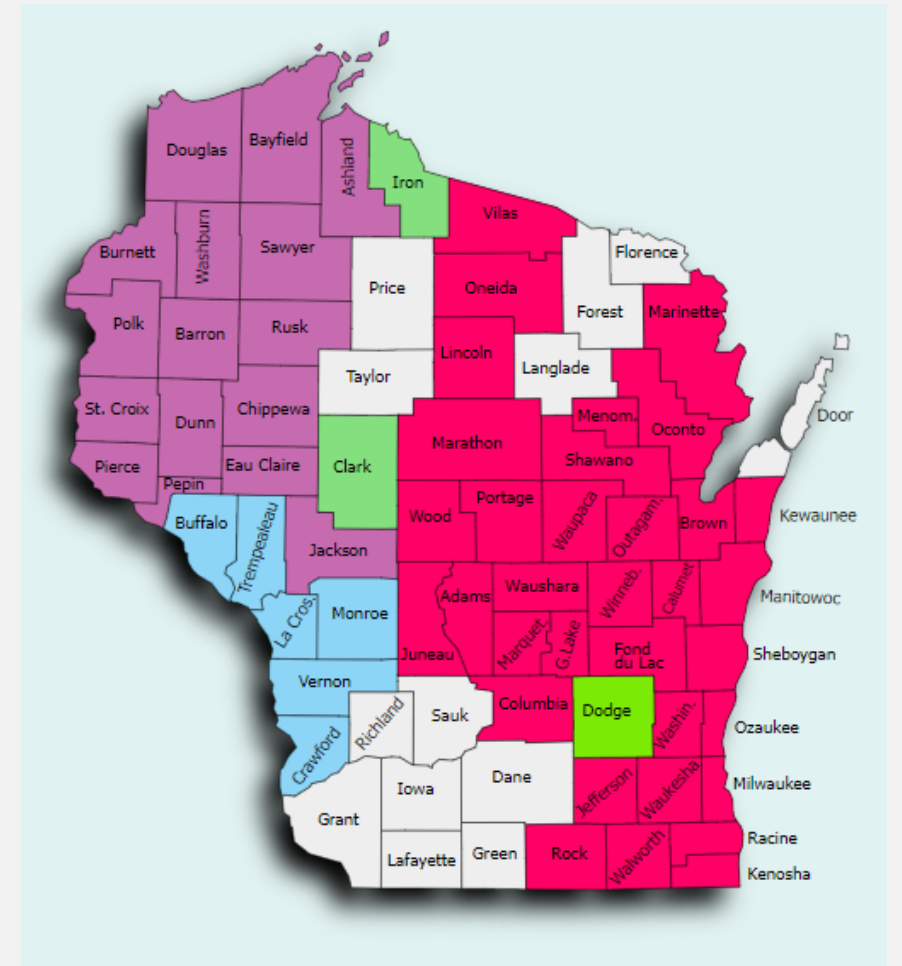 Douglas
Bayfield
Ashland
Iron
Vilas
Burnett
Washburn
Sawyer
Price
Oneida
Florence
Forest
Marinette
Polk
Barron
Rusk
Taylor
Lincoln
Langlade
St. Croix
Dunn
Chippewa
Clark
Marathon
Menom.
Oconto
Door
Pierce
Pepin
Eau Claire
Shawano
Buffalo
Trempealeau
Jackson
Wood
Portage
Waupaca
Outagam.
Brown
Kewaunee
La Cros.
Monroe
Juneau
Adams
Waushara
Winneb.
Calumet
Manitowoc
Marquet.
G.Lake
Fond
du Lac
Sheboygan
Vernon
Crawford
Richland
Sauk
Columbia
Dodge
Washin.
Ozaukee
Grant
Iowa
Dane
Jefferson
Waukesha
Milwaukee
Lafayette
Green
Rock
Walworth
Racine
Kenosha